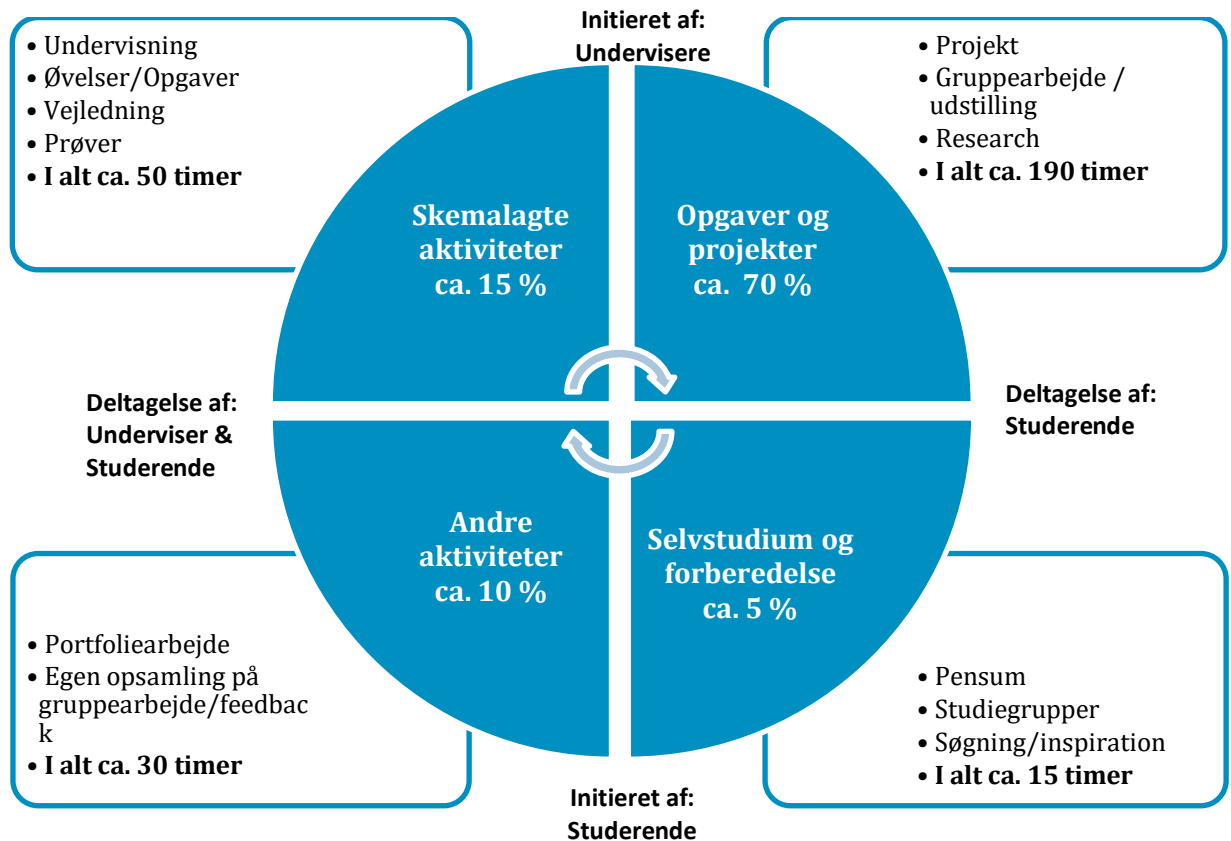 Initieret af:
Undervisere
• Undervisning
• Øvelser/Opgaver
• Vejledning
• Prøver
• I alt ca. 50 timer
• Projekt
• Gruppearbejde /
udstilling
• Research
• I alt ca. 190 timer
Skemalagte
aktiviteter
ca. 15 %
Opgaver og
projekter
ca. 70 %
Deltagelse af:
Underviser &
Studerende
Deltagelse af:
Studerende
Andre
aktiviteter
ca. 10 %
Selvstudium og
forberedelse
ca. 5 %
• Portfoliearbejde
• Egen opsamling på
gruppearbejde/feedbac
k
• I alt ca. 30 timer
• Pensum
• Studiegrupper
• Søgning/inspiration
• I alt ca. 15 timer
Initieret af:
Studerende